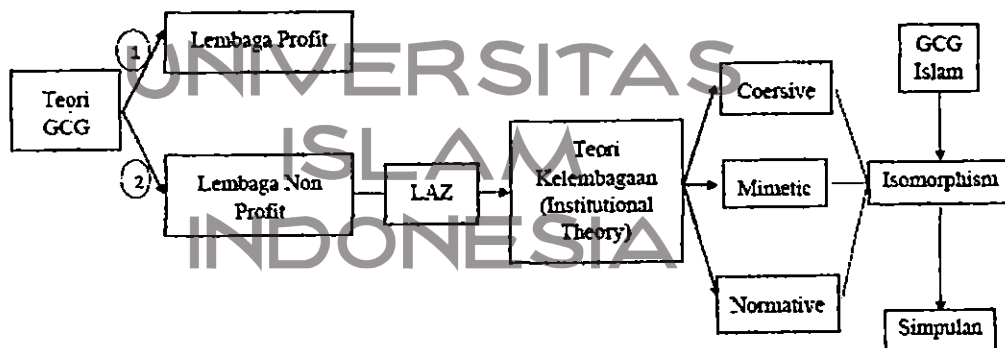 1
Lembaga Profit
UNIVERSITAS
GCG
Islam
Teori
GCG
Coersive
ISLAM
2
Lembaga Non
Profit
LAZ
Teori
Kelembagaan
(Institutional
Theory)
Mimetic
Isomorphism
INDONESIA
Normative
Simpulan